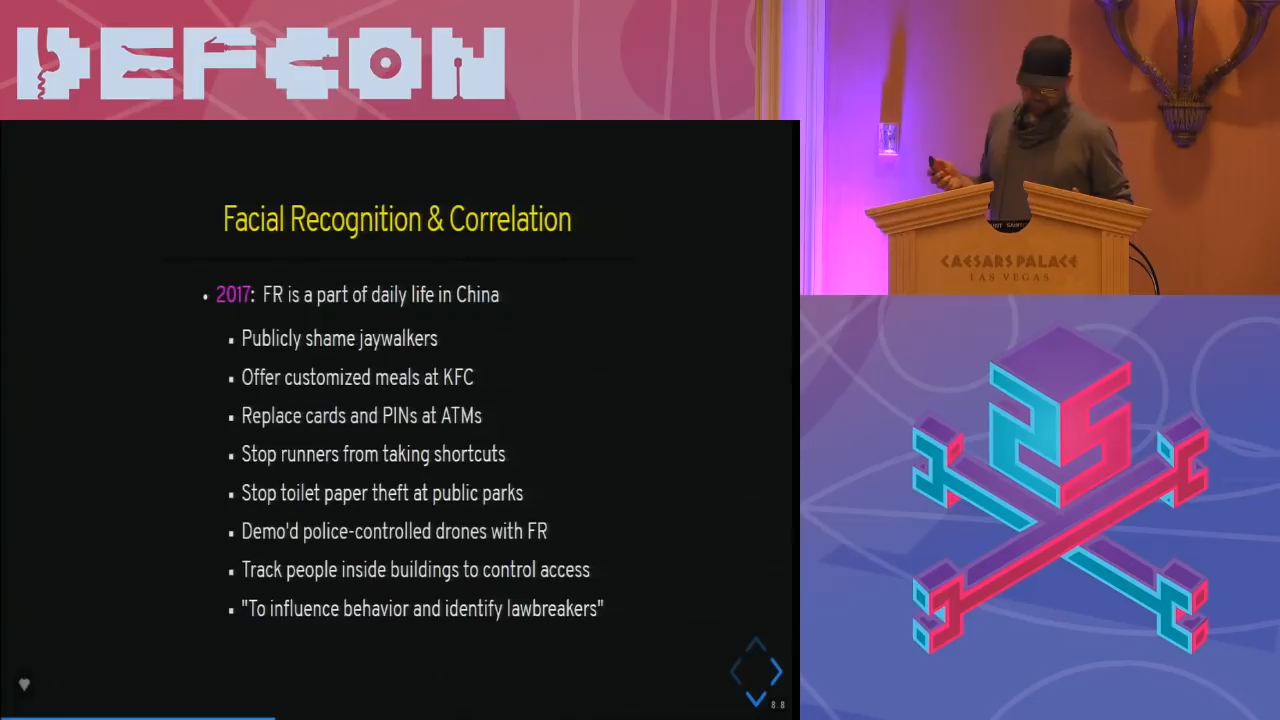 DEFCON
Facial Recognition & Correlation
• 2017: FR is a part of daily life in China
▪ Publicly shame jaywalkers
▪ Offer customized meals at KFC
▪ Replace cards and PINs at ATMs
▪ Stop runners from taking shortcuts
▪ Stop toilet paper theft at public parks
▪ Demo'd police-controlled drones with FR
▪ Track people inside buildings to control access
▪ "To influence behavior and identify lawbreakers"
8.8
CAESARS PALACE
LAS VEGAS
25